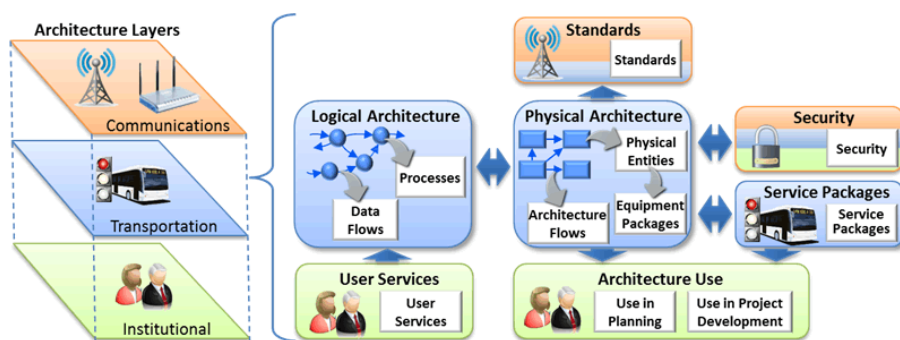 Architecture Layers
Communications
Transportation
Institutional
Logical Architecture
Processes
Data
Flows
User Services
User
Services
Standards
Standards
Physical Architecture
Physical
Entities
Equipment
Packages
Architecture
Flows
Security
Security
Service Packages
Service
Packages
Architecture Use
Use in
Planning
Use in Project
Development